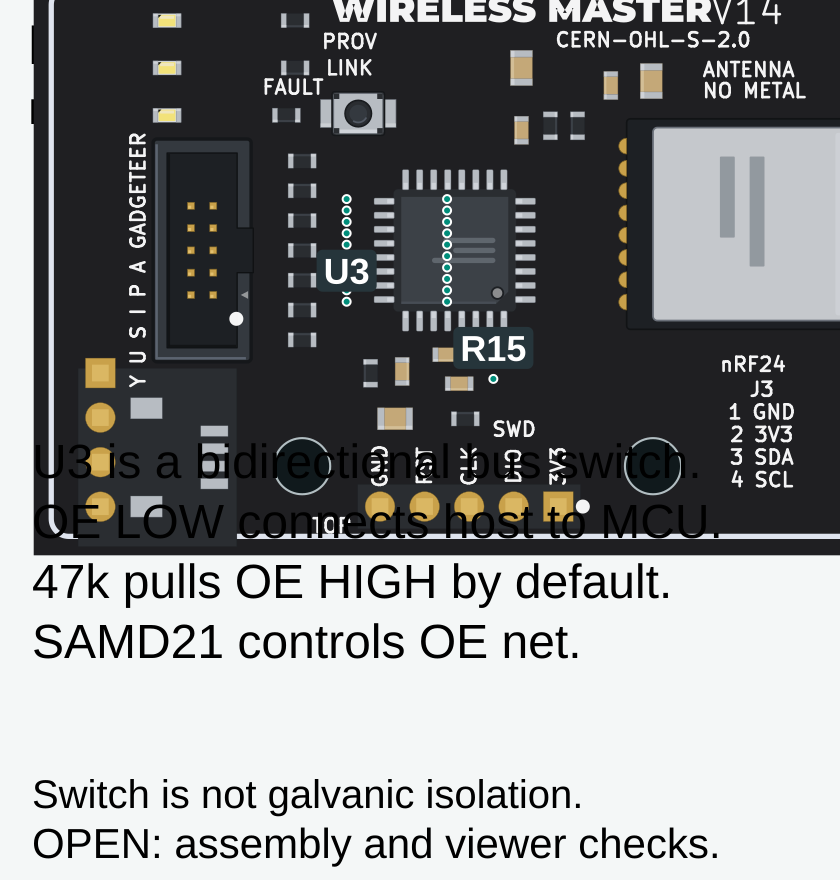 WIRELESS MASTER V14
PROV
CERN-OHL-S-2.0
LINK
FAULT
ANTENNA
NO METAL
Y U S I P A GADGETEER
U3
R15
nRF24
J3
1 GND
2 3V3
3 SDA
4 SCL
SWD
GND
RST
CLK
DIO
3V3
TOP
U3 is a bidirectional bus switch.
OE LOW connects host to MCU.
47k pulls OE HIGH by default.
SAMD21 controls OE net.
Switch is not galvanic isolation.
OPEN: assembly and viewer checks.